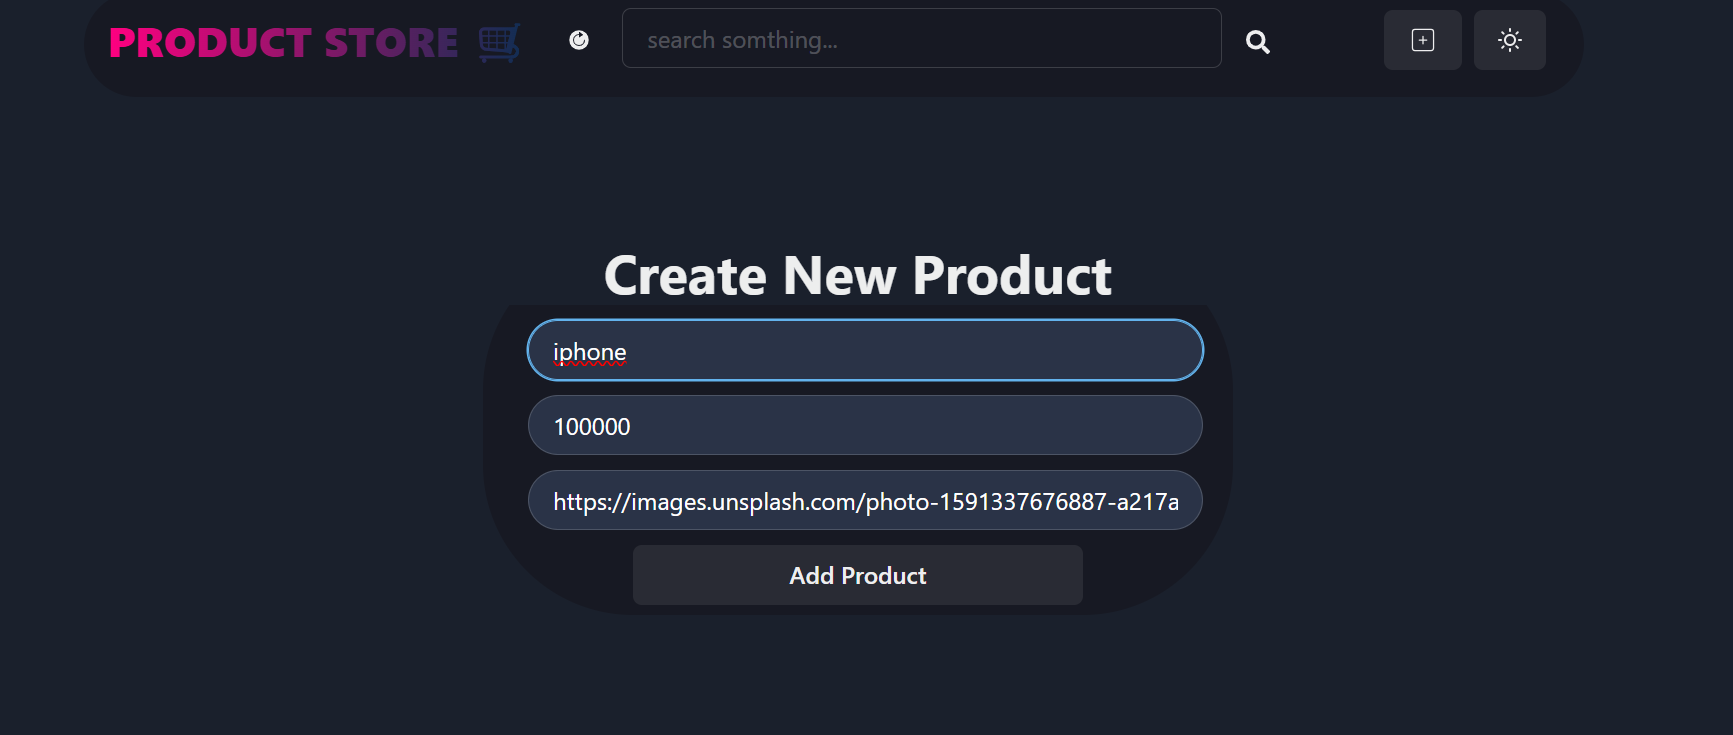 PRODUCT STORE 🛒
search somthing...
Create New Product
iphone
100000
https://images.unsplash.com/photo-1591337676887-a217a
Add Product